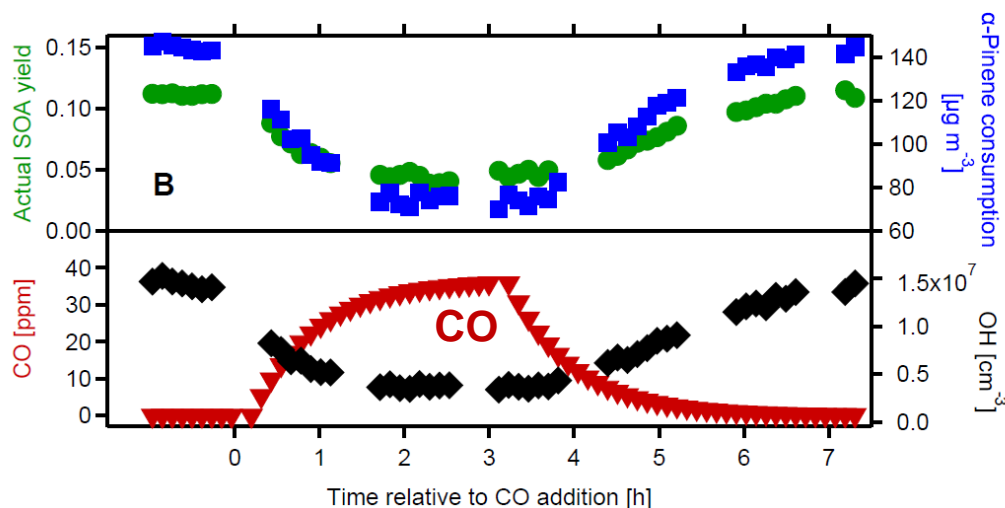 Actual SOA yield
0.15
0.10
0.05
0.00
B
140
120
100
80
60
α-Pinene consumption
[µg m⁻³]
CO [ppm]
40
30
20
10
0
CO
1.5x10⁷
1.0
0.5
0.0
OH [cm⁻³]
0 1 2 3 4 5 6 7
Time relative to CO addition [h]